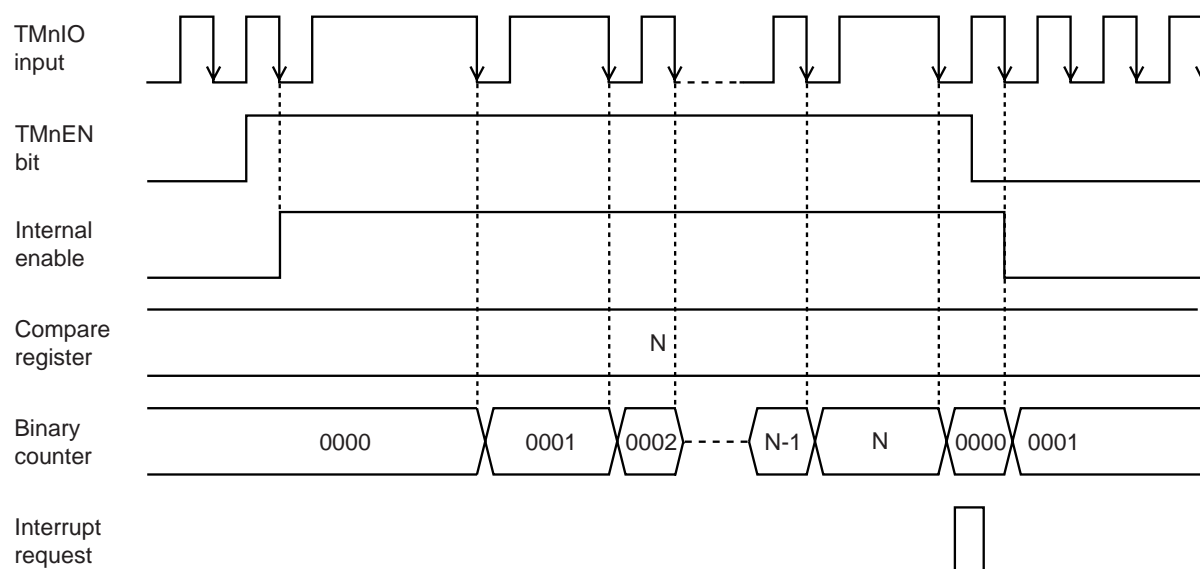 TMnIO
input
TMnEN
bit
Internal
enable
Compare
register
N
Binary
counter
0000 0001 0002 N-1 N 0000 0001
Interrupt
request